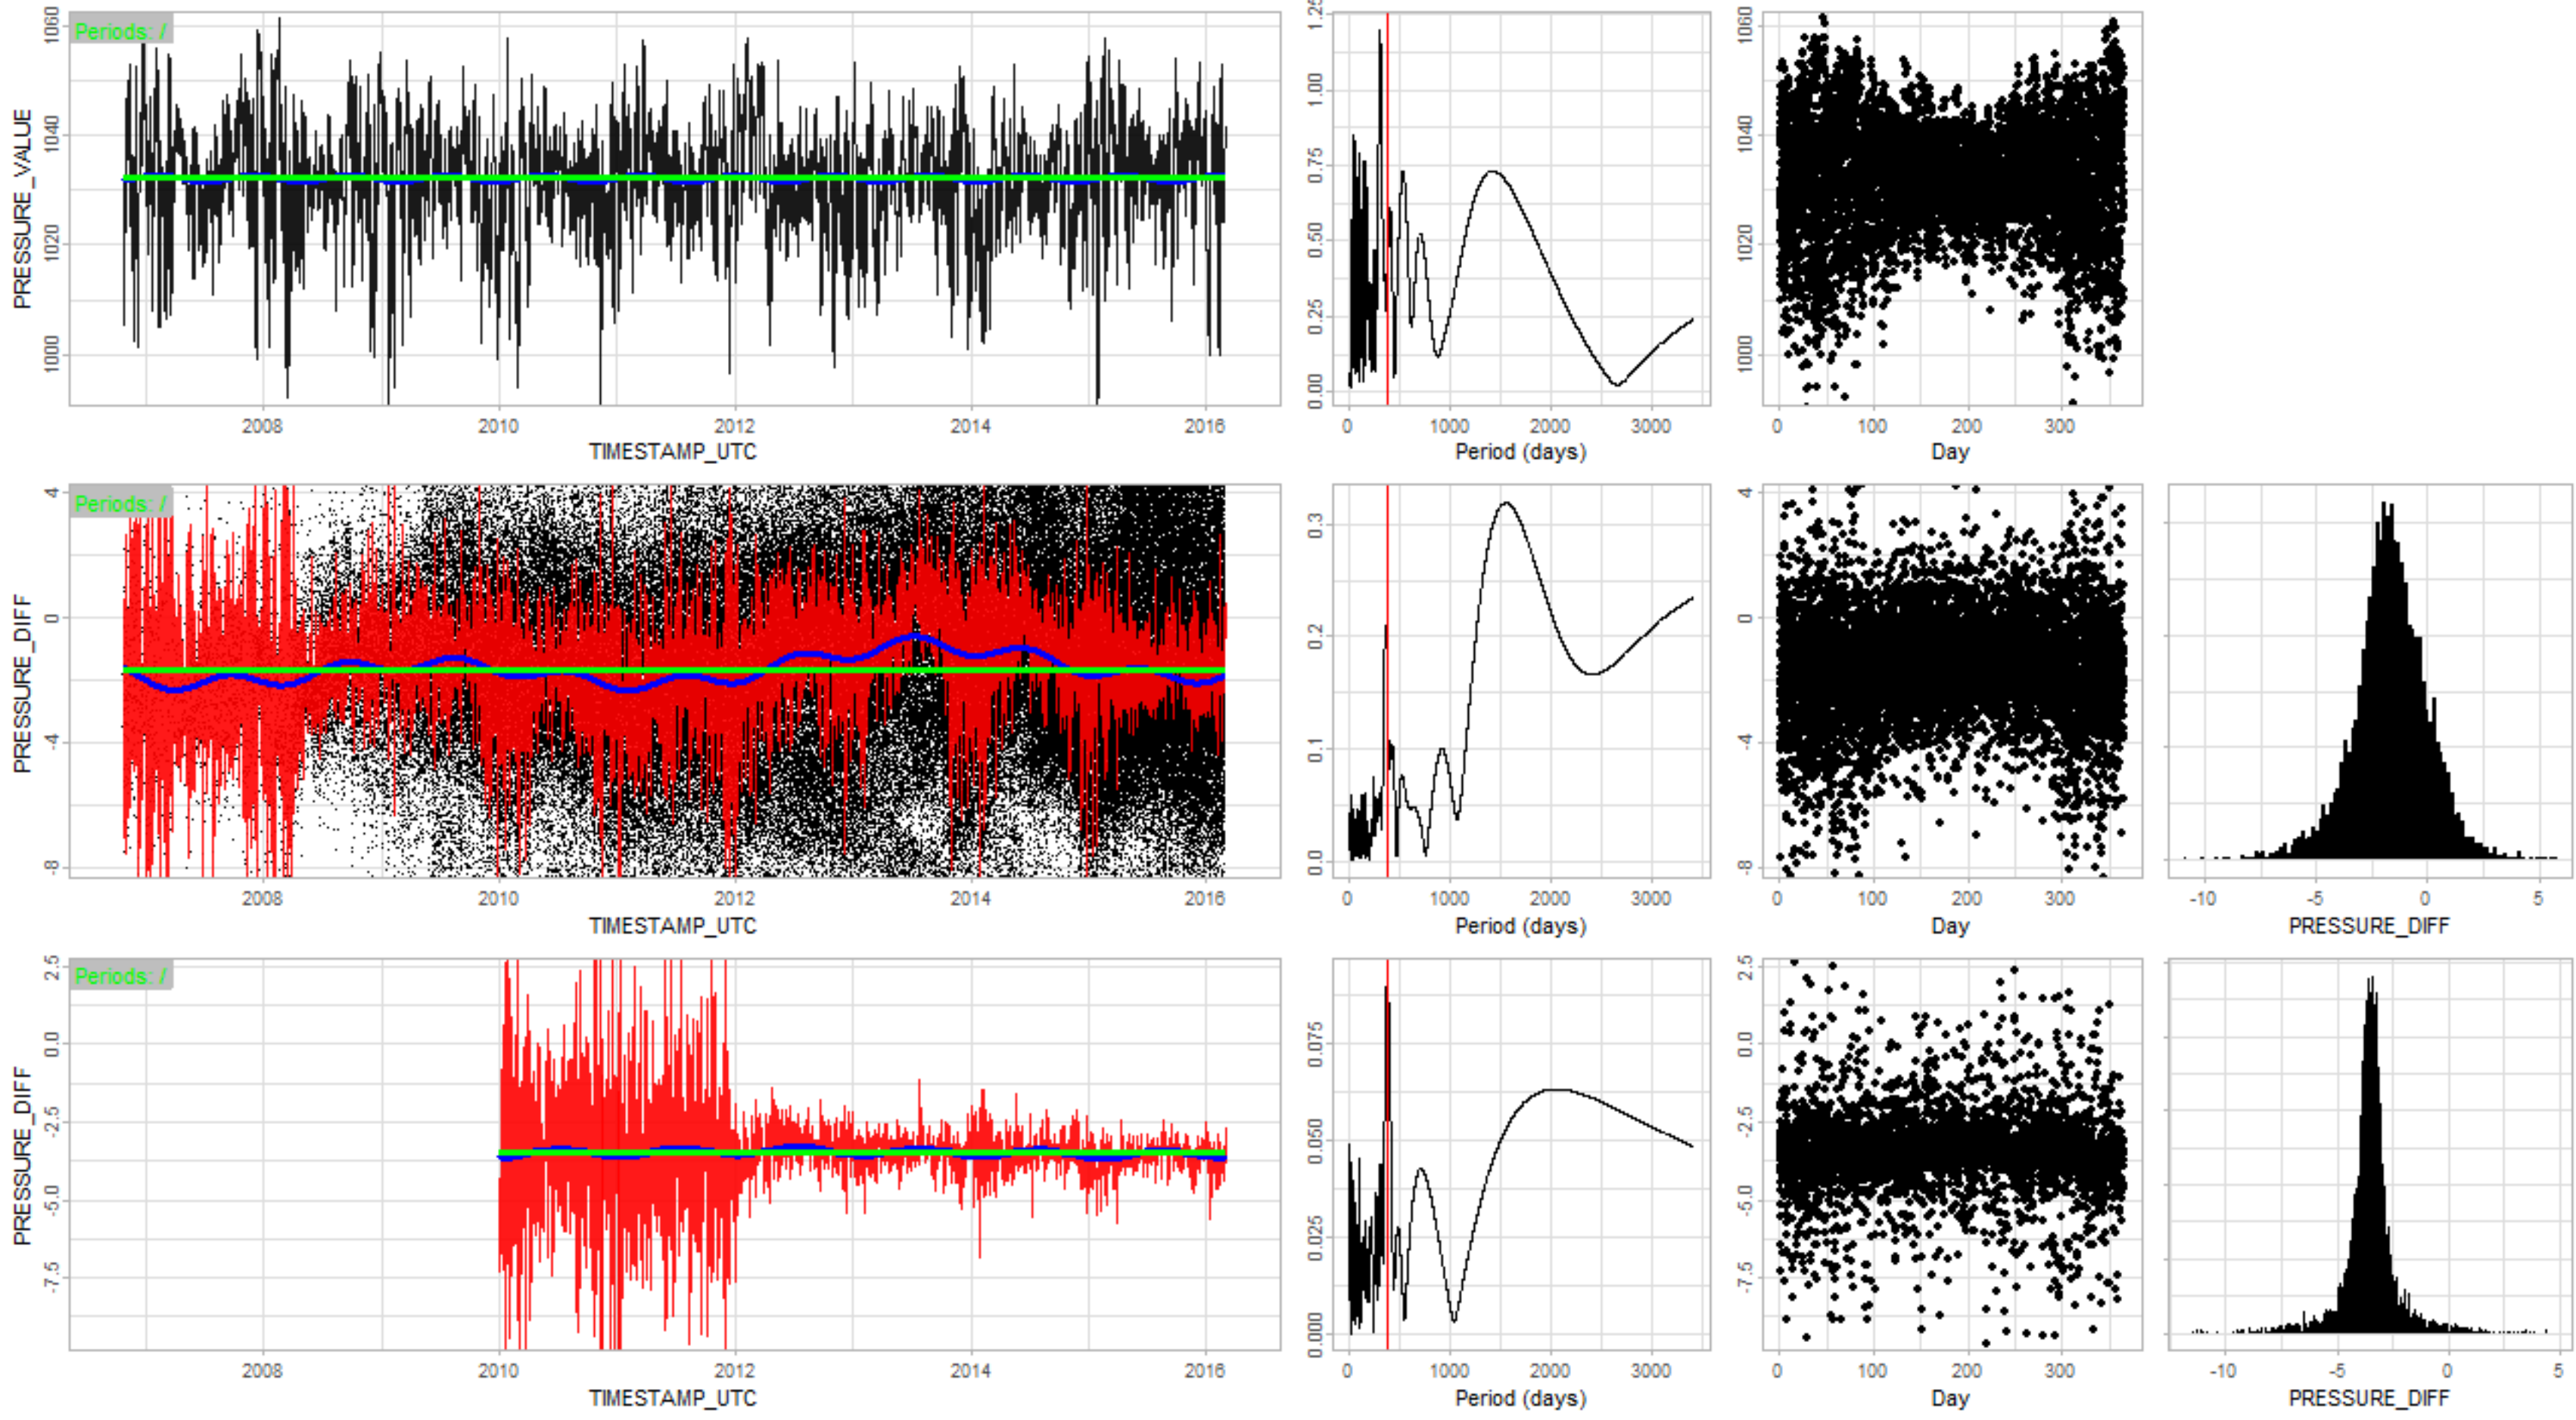 Periods: /
PRESSURE_VALUE
1000 1020 1040 1060
2008 2010 2012 2014 2016
TIMESTAMP_UTC
0.00 0.25 0.50 0.75 1.00 1.25
0 1000 2000 3000
Period (days)
1000 1020 1040 1060
0 100 200 300
Day
Periods: /
PRESSURE_DIFF
-8 -4 0 4
2008 2010 2012 2014 2016
TIMESTAMP_UTC
0.0 0.1 0.2 0.3
0 1000 2000 3000
Period (days)
-8 -4 0 4
0 100 200 300
Day
-10 -5 0 5
PRESSURE_DIFF
Periods: /
PRESSURE_DIFF
-7.5 -5.0 -2.5 0.0 2.5
2008 2010 2012 2014 2016
TIMESTAMP_UTC
0.000 0.025 0.050 0.075
0 1000 2000 3000
Period (days)
-7.5 -5.0 -2.5 0.0 2.5
0 100 200 300
Day
-10 -5 0 5
PRESSURE_DIFF